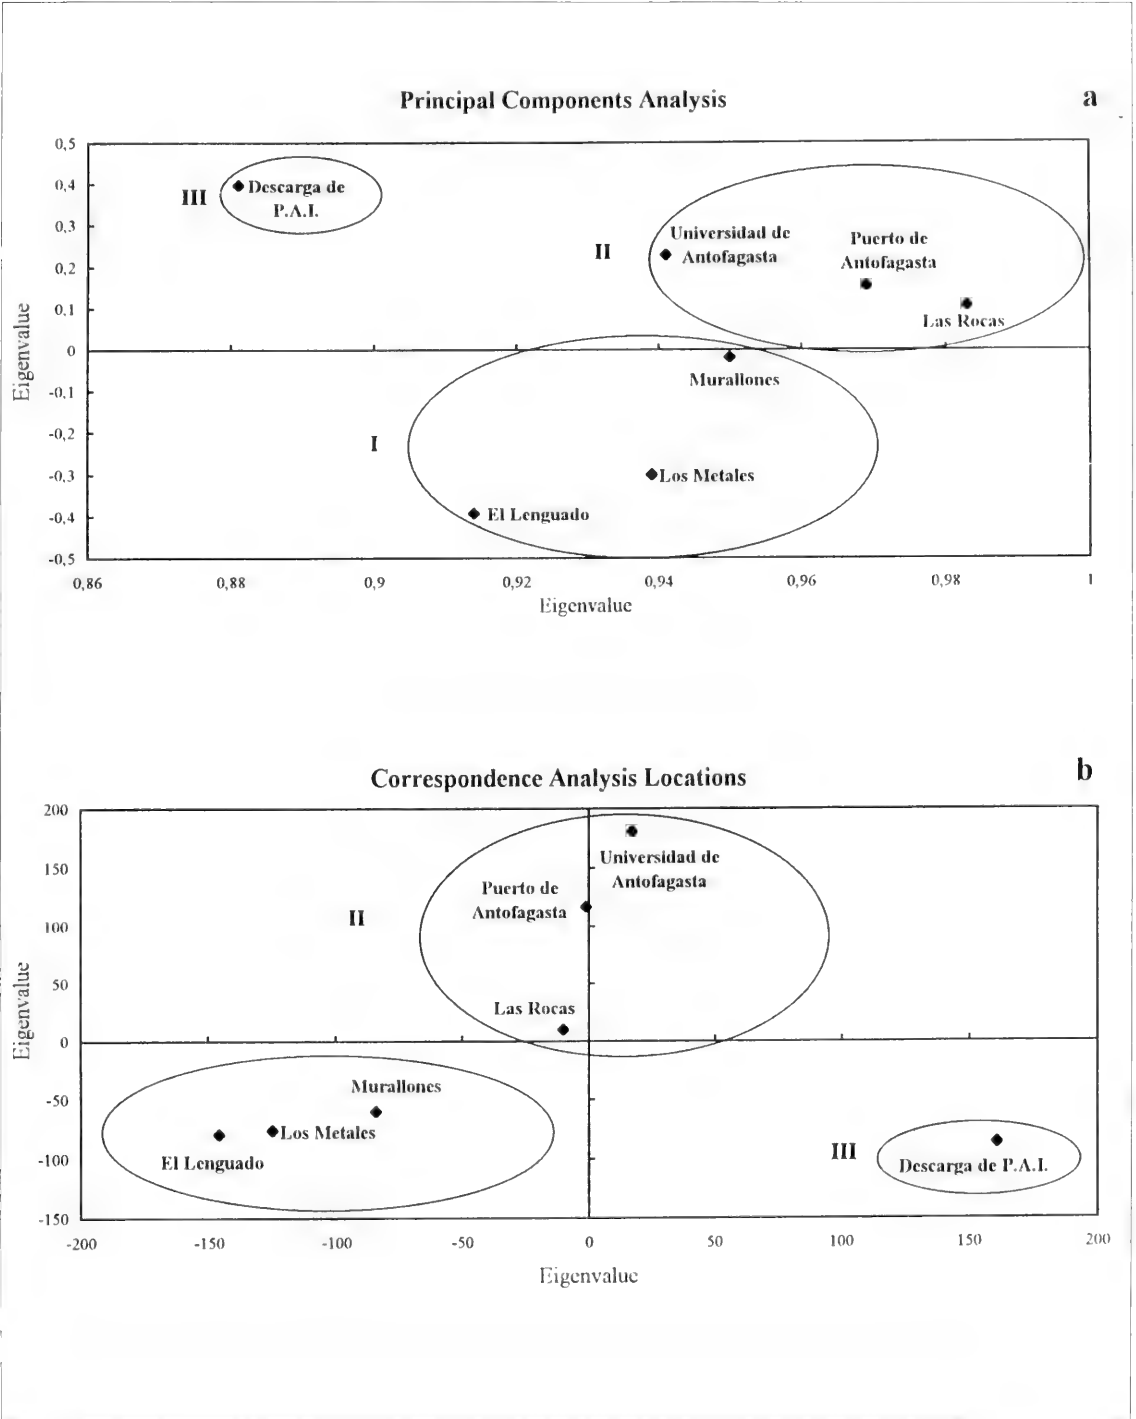 Principal Components Analysis
a
0,5
0,4
0,3
0,2
0,1
0
-0,1
-0,2
-0,3
-0,4
-0,5
Eigenvalue
III
Descarga de
P.A.I.
II
Universidad de
Antofagasta
Puerto de
Antofagasta
Las Rocas
Murallones
I
Los Metales
El Lenguado
0,86
0,88
0,9
0,92
0,94
0,96
0,98
1
Eigenvalue
Correspondence Analysis Locations
b
200
150
100
50
0
-50
-100
-150
Eigenvalue
II
Universidad de
Antofagasta
Puerto de
Antofagasta
Las Rocas
Murallones
Los Metales
El Lenguado
III
Descarga de P.A.I.
-200
-150
-100
-50
0
50
100
150
200
Eigenvalue